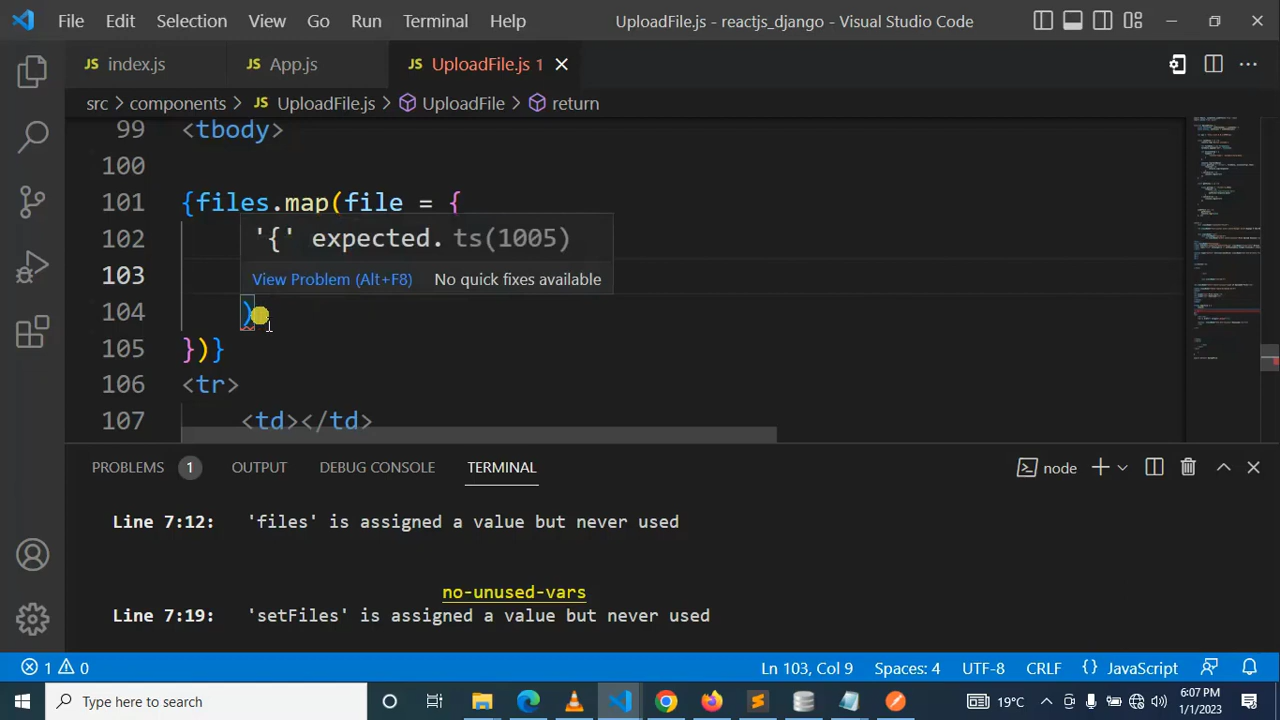 File Edit Selection View Go Run Terminal Help UploadFile.js - reactjs_django - Visual Studio Code
JS index.js JS App.js JS UploadFile.js 1
src > components > JS UploadFile.js > UploadFile > return
99 <tbody>
100
101 {files.map(file = {
102 '{' expected. ts(1005)
103 View Problem (Alt+F8) No quick fixes available
104 )
105 })}
106 <tr>
107 <td></td>
PROBLEMS 1 OUTPUT DEBUG CONSOLE TERMINAL node
Line 7:12: 'files' is assigned a value but never used
no-unused-vars
Line 7:19: 'setFiles' is assigned a value but never used
1 0 Ln 103, Col 9 Spaces: 4 UTF-8 CRLF {} JavaScript
Type here to search 19°C 6:07 PM
1/1/2023